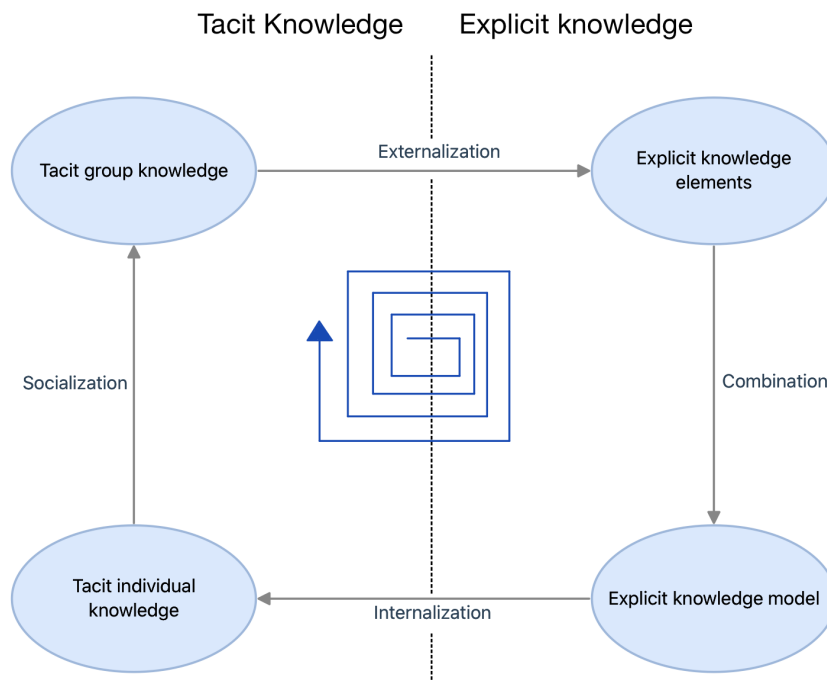 Tacit Knowledge
Explicit knowledge
Externalization
Tacit group knowledge
Explicit knowledge
elements
Socialization
Combination
Tacit individual
knowledge
Explicit knowledge model
Internalization